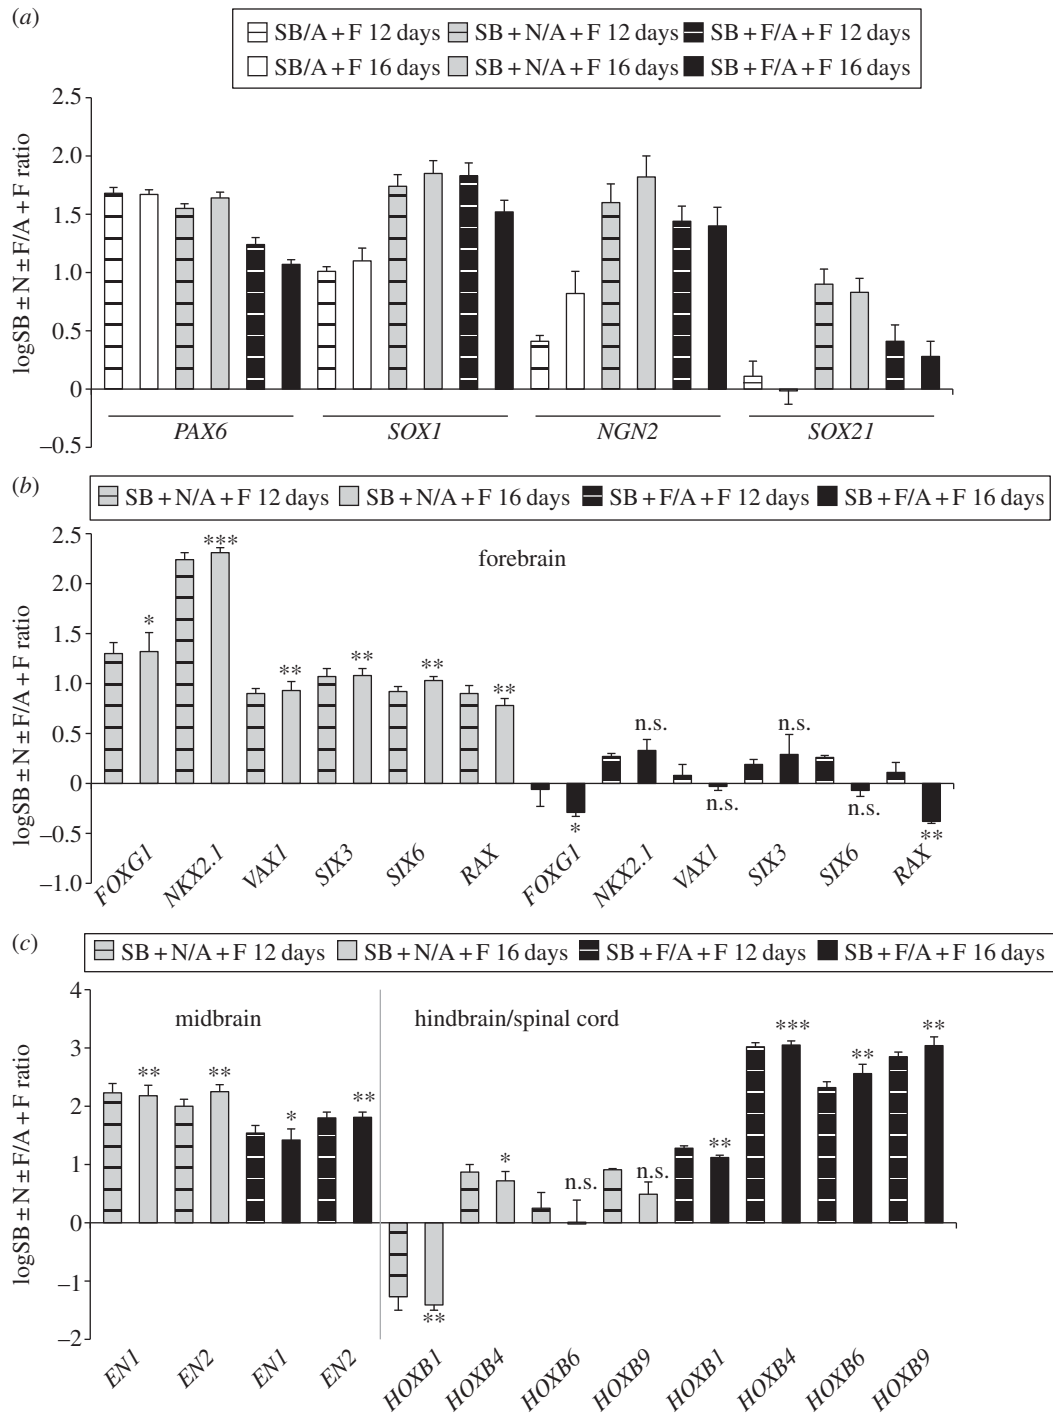 (a)
SB/A + F 12 days SB + N/A + F 12 days SB + F/A + F 12 days
SB/A + F 16 days SB + N/A + F 16 days SB + F/A + F 16 days
logSB ± N ± F/A + F ratio
2.5
2.0
1.5
1.0
0.5
0
–0.5
PAX6 SOX1 NGN2 SOX21
(b)
SB + N/A + F 12 days SB + N/A + F 16 days SB + F/A + F 12 days SB + F/A + F 16 days
logSB ± N ± F/A + F ratio
2.5
2.0
1.5
1.0
0.5
0
–0.5
–1.0
forebrain
* *** ** ** ** ** * n.s. n.s. n.s. n.s. **
FOXG1 NKX2.1 VAX1 SIX3 SIX6 RAX FOXG1 NKX2.1 VAX1 SIX3 SIX6 RAX
(c)
SB + N/A + F 12 days SB + N/A + F 16 days SB + F/A + F 12 days SB + F/A + F 16 days
logSB ± N ± F/A + F ratio
4
3
2
1
0
–1
–2
midbrain hindbrain/spinal cord
** ** * ** ** * n.s. n.s. ** *** ** **
EN1 EN2 EN1 EN2 HOXB1 HOXB4 HOXB6 HOXB9 HOXB1 HOXB4 HOXB6 HOXB9